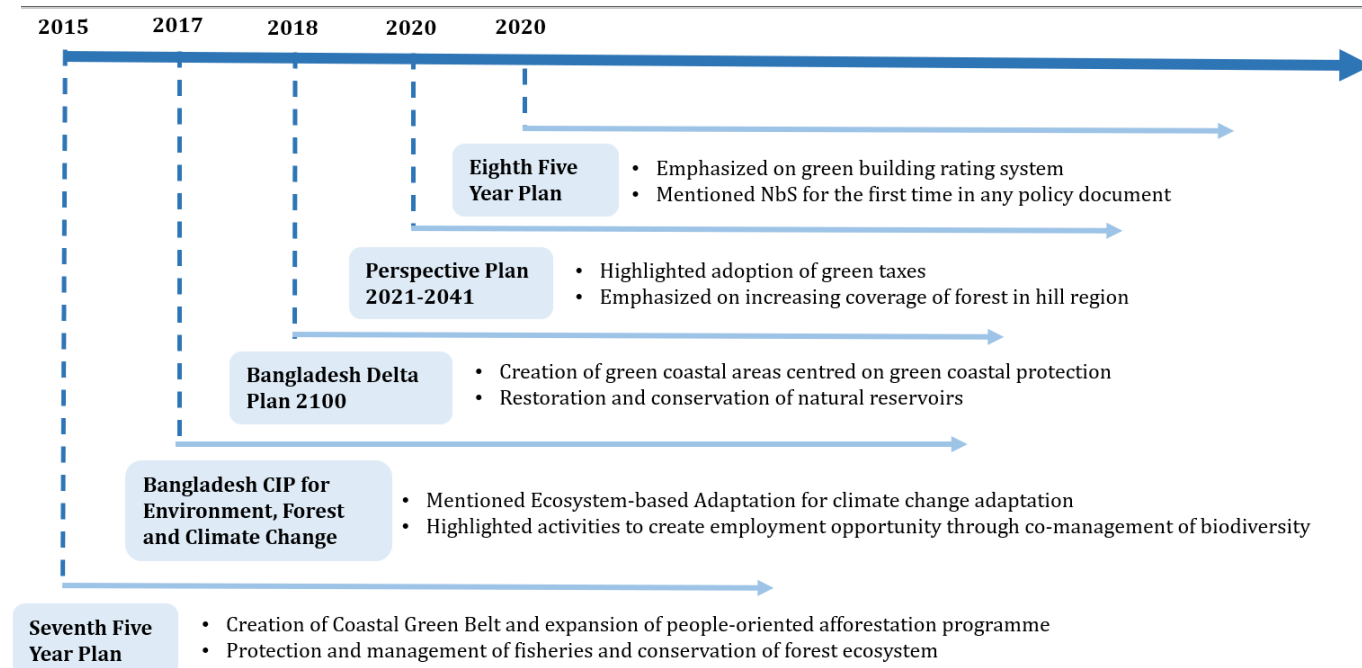 2015 2017 2018 2020 2020
Eighth Five
Year Plan
• Emphasized on green building rating system
• Mentioned NbS for the first time in any policy document
Perspective Plan
2021-2041
• Highlighted adoption of green taxes
• Emphasized on increasing coverage of forest in hill region
Bangladesh Delta
Plan 2100
• Creation of green coastal areas centred on green coastal protection
• Restoration and conservation of natural reservoirs
Bangladesh CIP for
Environment, Forest
and Climate Change
• Mentioned Ecosystem-based Adaptation for climate change adaptation
• Highlighted activities to create employment opportunity through co-management of biodiversity
Seventh Five
Year Plan
• Creation of Coastal Green Belt and expansion of people-oriented afforestation programme
• Protection and management of fisheries and conservation of forest ecosystem